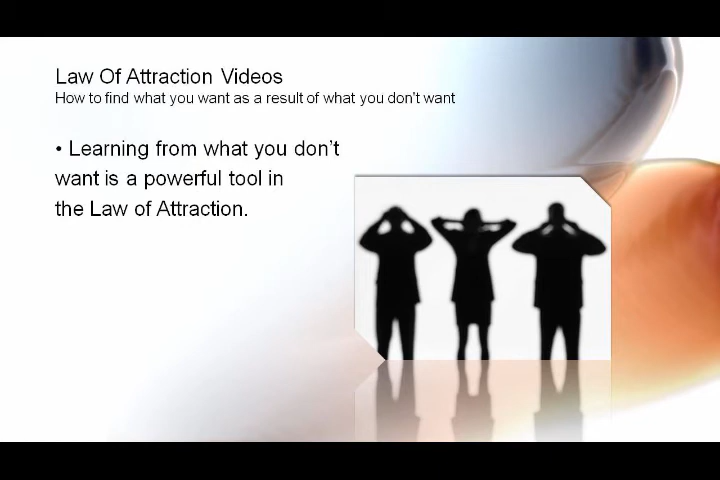 Law Of Attraction Videos
How to find what you want as a result of what you don't want
• Learning from what you don’t
want is a powerful tool in
the Law of Attraction.